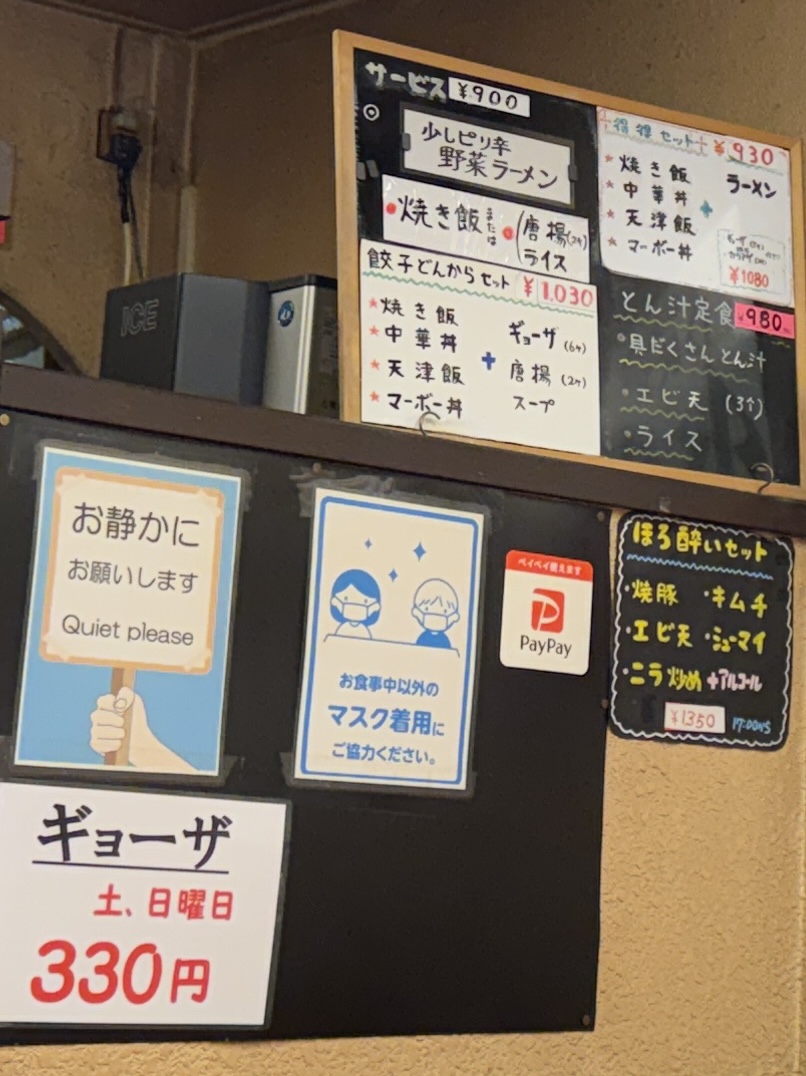 サービス ¥900
少しピリ辛
野菜ラーメン
焼き飯 または 唐揚(2ケ)
ライス
餃子どんからセット ¥1.030
★焼き飯
★中華丼
★天津飯
★マーボー丼
+
ギョーザ(6ケ)
唐揚(2ケ)
スープ
お得セット ¥930
★焼き飯
★中華丼
★天津飯
★マーボー丼
+
ラーメン
¥1080
とん汁定食 ¥980
具だくさんとん汁
・エビ天(3个)
・ライス
ICE
お静かに
お願いします
Quiet please
お食事中以外の
マスク着用に
ご協力ください。
ペイペイ使えます
PayPay
ほろ酔いセット
・焼豚 ・キムチ
・エビ天 ・シューマイ
・ニラ炒め +アルコール
¥1350 17:00から
ギョーザ
土、日曜日
330円